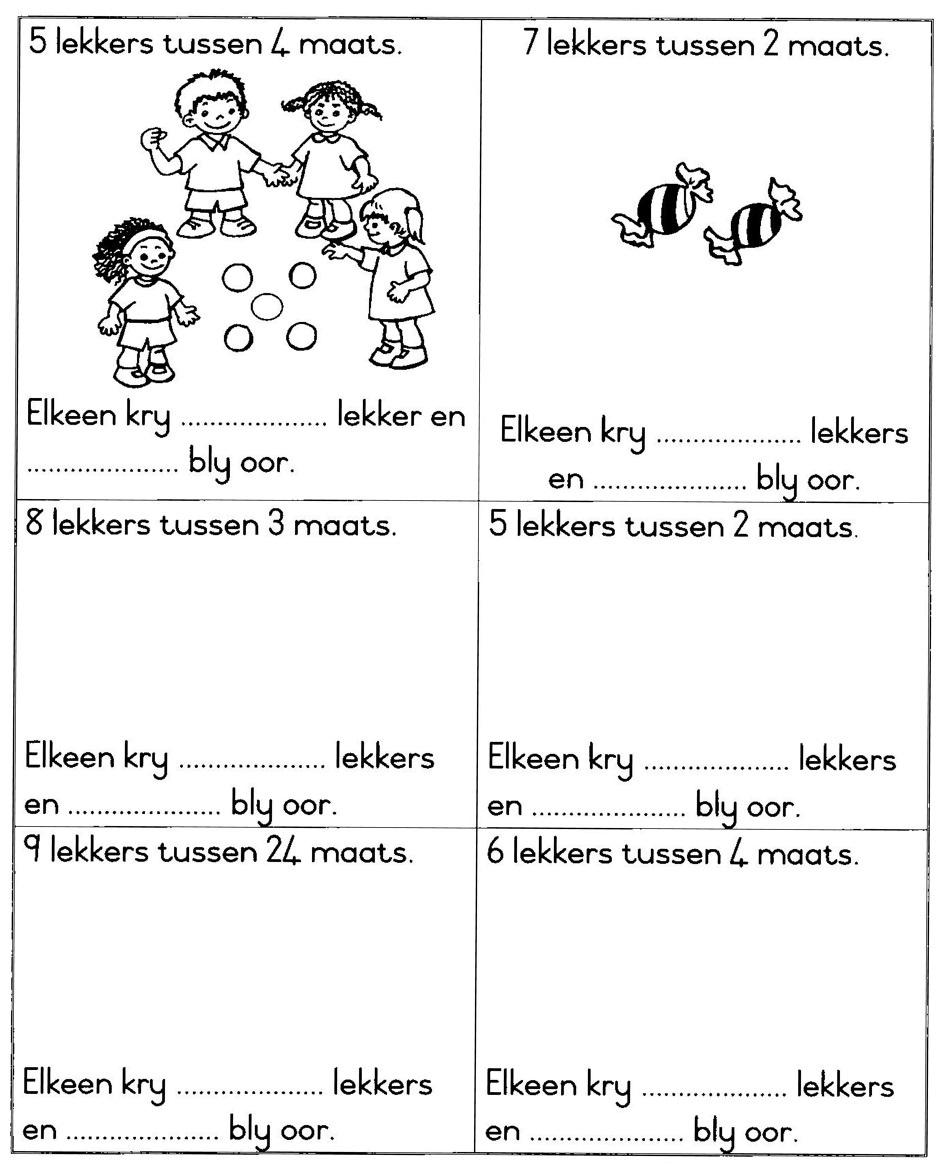 5 lekkers tussen 4 maats.
Elkeen kry .................... lekker en
..................... bly oor.
7 lekkers tussen 2 maats.
Elkeen kry .................... lekkers
en ..................... bly oor.
8 lekkers tussen 3 maats.
Elkeen kry .................... lekkers
en ..................... bly oor.
5 lekkers tussen 2 maats.
Elkeen kry .................... lekkers
en ..................... bly oor.
9 lekkers tussen 24 maats.
Elkeen kry .................... lekkers
en ..................... bly oor.
6 lekkers tussen 4 maats.
Elkeen kry .................... lekkers
en ..................... bly oor.